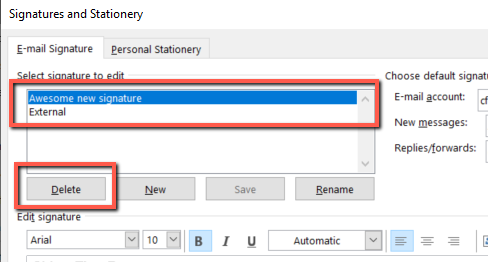 Signatures and Stationery
E-mail Signature
Personal Stationery
Select signature to edit
Choose default
Awesome new signature
External
E-mail account:
New messages:
Replies/forwards:
Delete
New
Save
Rename
Edit signature
Arial
10
B
I
U
Automatic